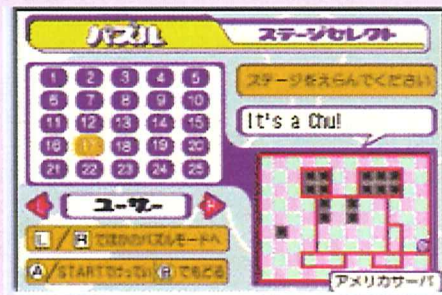 パズル
ステージセレクト
1 2 3 4 5
6 7 8 9 10
11 12 13 14 15
16 17 18 19 20
21 22 23 24 25
ステージをえらんでください
It's a Chu!
ユーザー
L / R でほかのパズルモードへ
A / STARTでけってい B でもどる
アメリカサーバ